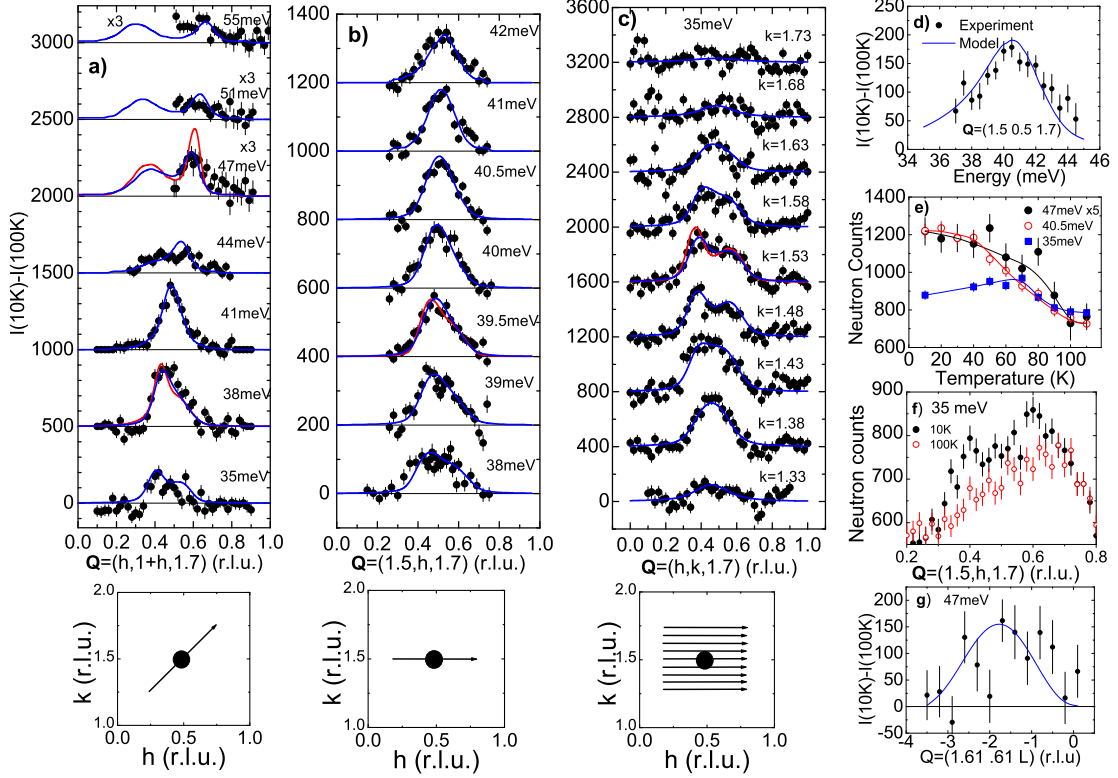 a)
I(10K)-I(100K)
3000
2500
2000
1500
1000
500
0
x3
55meV
x3
51meV
x3
47meV
44meV
41meV
38meV
35meV
0.0 0.2 0.4 0.6 0.8 1.0
Q=(h,1+h,1.7) (r.l.u.)
b)
1400
1200
1000
800
600
400
200
0
42meV
41meV
40.5meV
40meV
39.5meV
39meV
38meV
0.0 0.2 0.4 0.6 0.8 1.0
Q=(1.5,h,1.7) (r.l.u.)
c)
35meV
3600
3200
2800
2400
2000
1600
1200
800
400
0
k=1.73
k=1.68
k=1.63
k=1.58
k=1.53
k=1.48
k=1.43
k=1.38
k=1.33
0.0 0.2 0.4 0.6 0.8 1.0
Q=(h,k,1.7) (r.l.u.)
d)
Experiment
Model
I(10K)-I(100K)
250
200
150
100
50
0
Q=(1.5 0.5 1.7)
34 36 38 40 42 44 46
Energy (meV)
e)
47meV x5
40.5meV
35meV
Neutron Counts
1400
1200
1000
800
600
0 20 40 60 80 100
Temperature (K)
f) 35 meV
10K
100K
Neutron counts
900
800
700
600
0.2 0.4 0.6 0.8
Q=(1.5,h,1.7) (r.l.u.)
g) 47meV
I(10K)-I(100K)
200
150
100
50
0
-50
-4 -3 -2 -1 0
Q=(1.61 .61 L) (r.l.u)
k (r.l.u.)
2.0
1.5
1.0
0.0 0.5 1.0
h (r.l.u.)
k (r.l.u.)
2.0
1.5
1.0
0.0 0.5 1.0
h (r.l.u.)
k (r.l.u.)
2.0
1.5
1.0
0.0 0.5 1.0
h (r.l.u.)